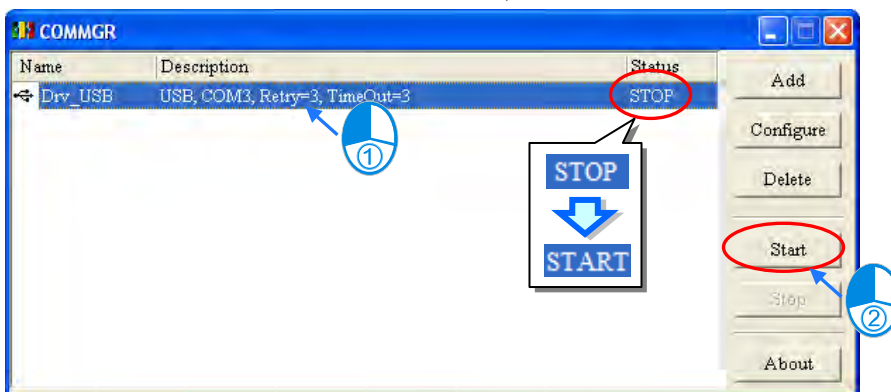 COMMGR
Name Description Status
Drv_USB USB, COM3, Retry=3, TimeOut=3 STOP
Add
Configure
①
STOP
Delete
START
Start
Stop
②
About